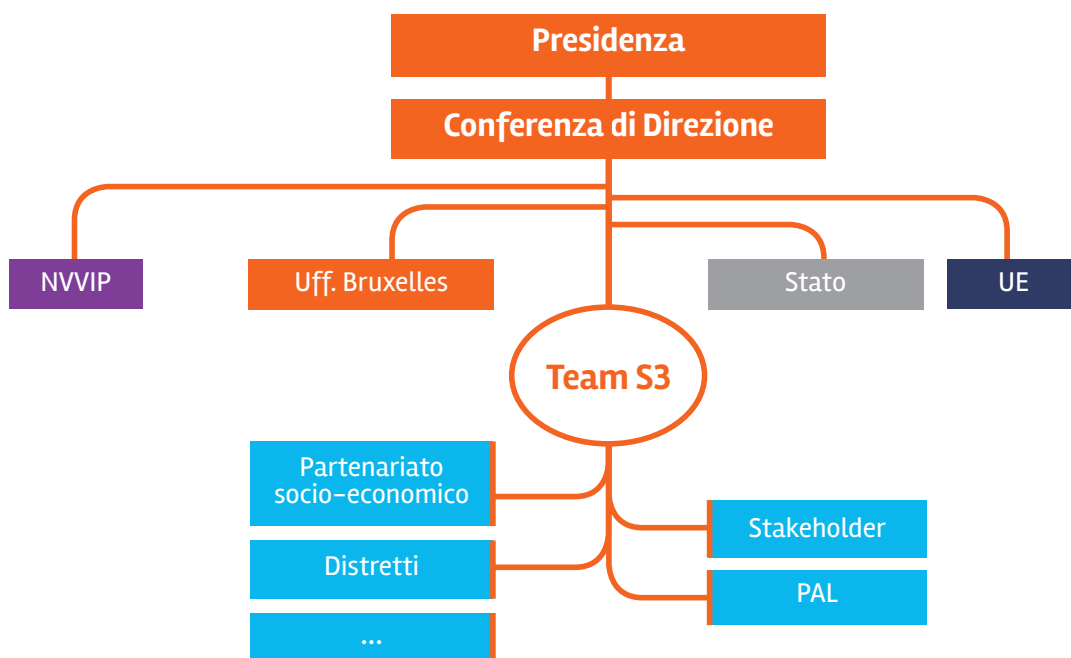 Presidenza
Conferenza di Direzione
NVVIP
Uff. Bruxelles
Stato
UE
Team S3
Partenariato
socio-economico
Stakeholder
Distretti
PAL
...